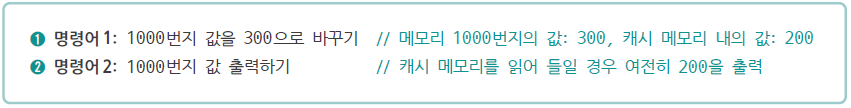 ❶ 명령어 1: 1000번지 값을 300으로 바꾸기 // 메모리 1000번지의 값: 300, 캐시 메모리 내의 값: 200
❷ 명령어 2: 1000번지 값 출력하기 // 캐시 메모리를 읽어 들일 경우 여전히 200을 출력